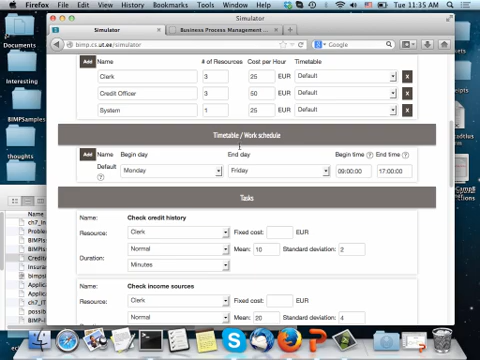 Firefox File Edit View History Bookmarks Tools Window Help
Tue 11:35 AM
Simulator
Simulator
Business Process Management ...
bimp.cs.ut.ee/simulator
Google
Documents
Interesting
BIMPSamples
thoughts
Add Name # of Resources Cost per Hour Timetable
Clerk 3 25 EUR Default X
Credit Officer 3 50 EUR Default X
System 1 25 EUR Default X
Timetable / Work schedule
Add Name Begin day End day Begin time ? End time ?
Default ? Monday Friday 09:00:00 17:00:00
Tasks
Name: Check credit history
Resource: Clerk Fixed cost: EUR
Normal Mean: 10 Standard deviation: 2
Duration:
Minutes
Name: Check income sources
Resource: Clerk Fixed cost: EUR
Normal Mean: 20 Standard deviation: 4
Name